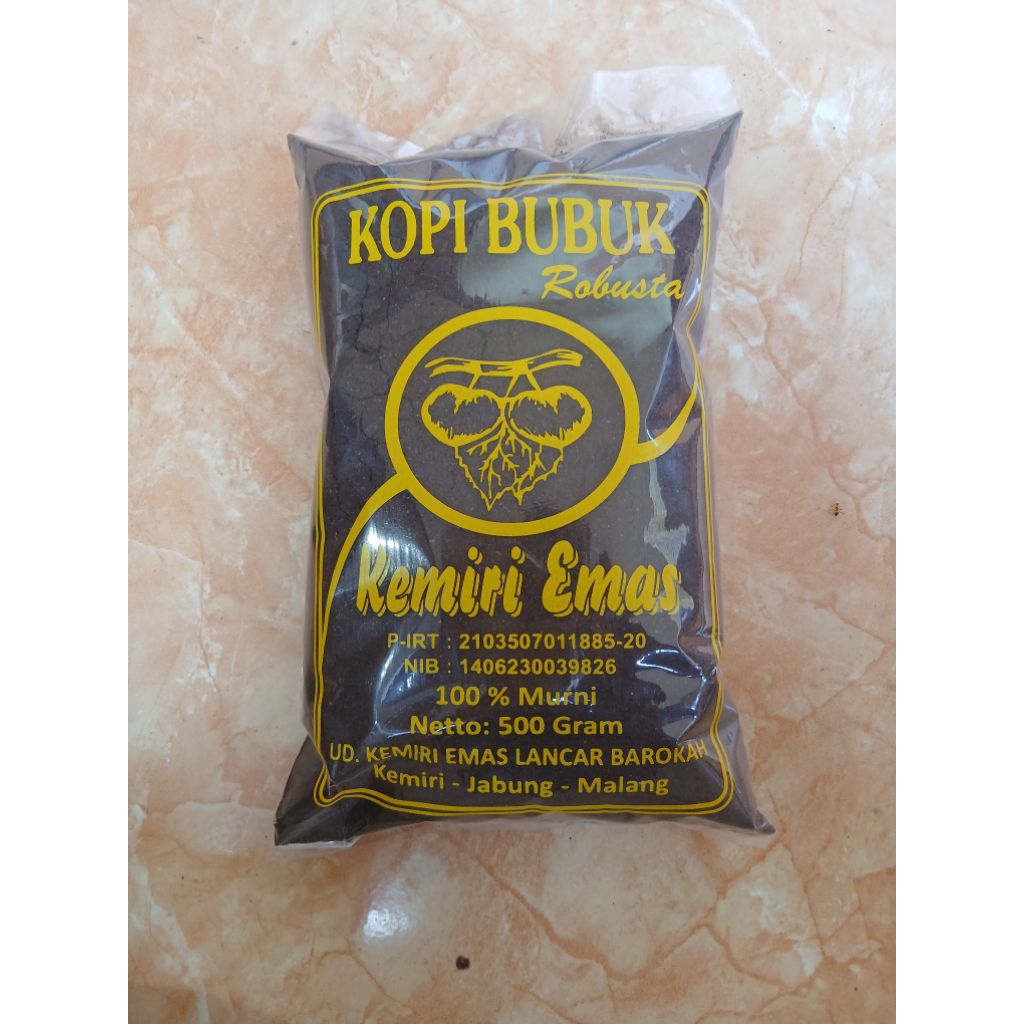 KOPI BUBUK
Robusta
Kemiri Emas
P-IRT : 2103507011885-20
NIB : 1406230039826
100 % Murni
Netto: 500 Gram
UD. KEMIRI EMAS LANCAR BAROKAH
Kemiri - Jabung - Malang